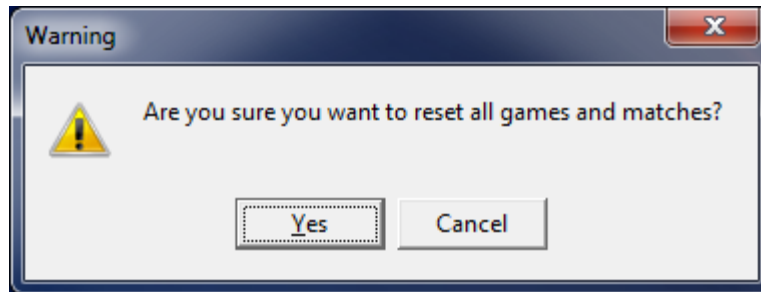 Warning
Are you sure you want to reset all games and matches?
Yes
Cancel